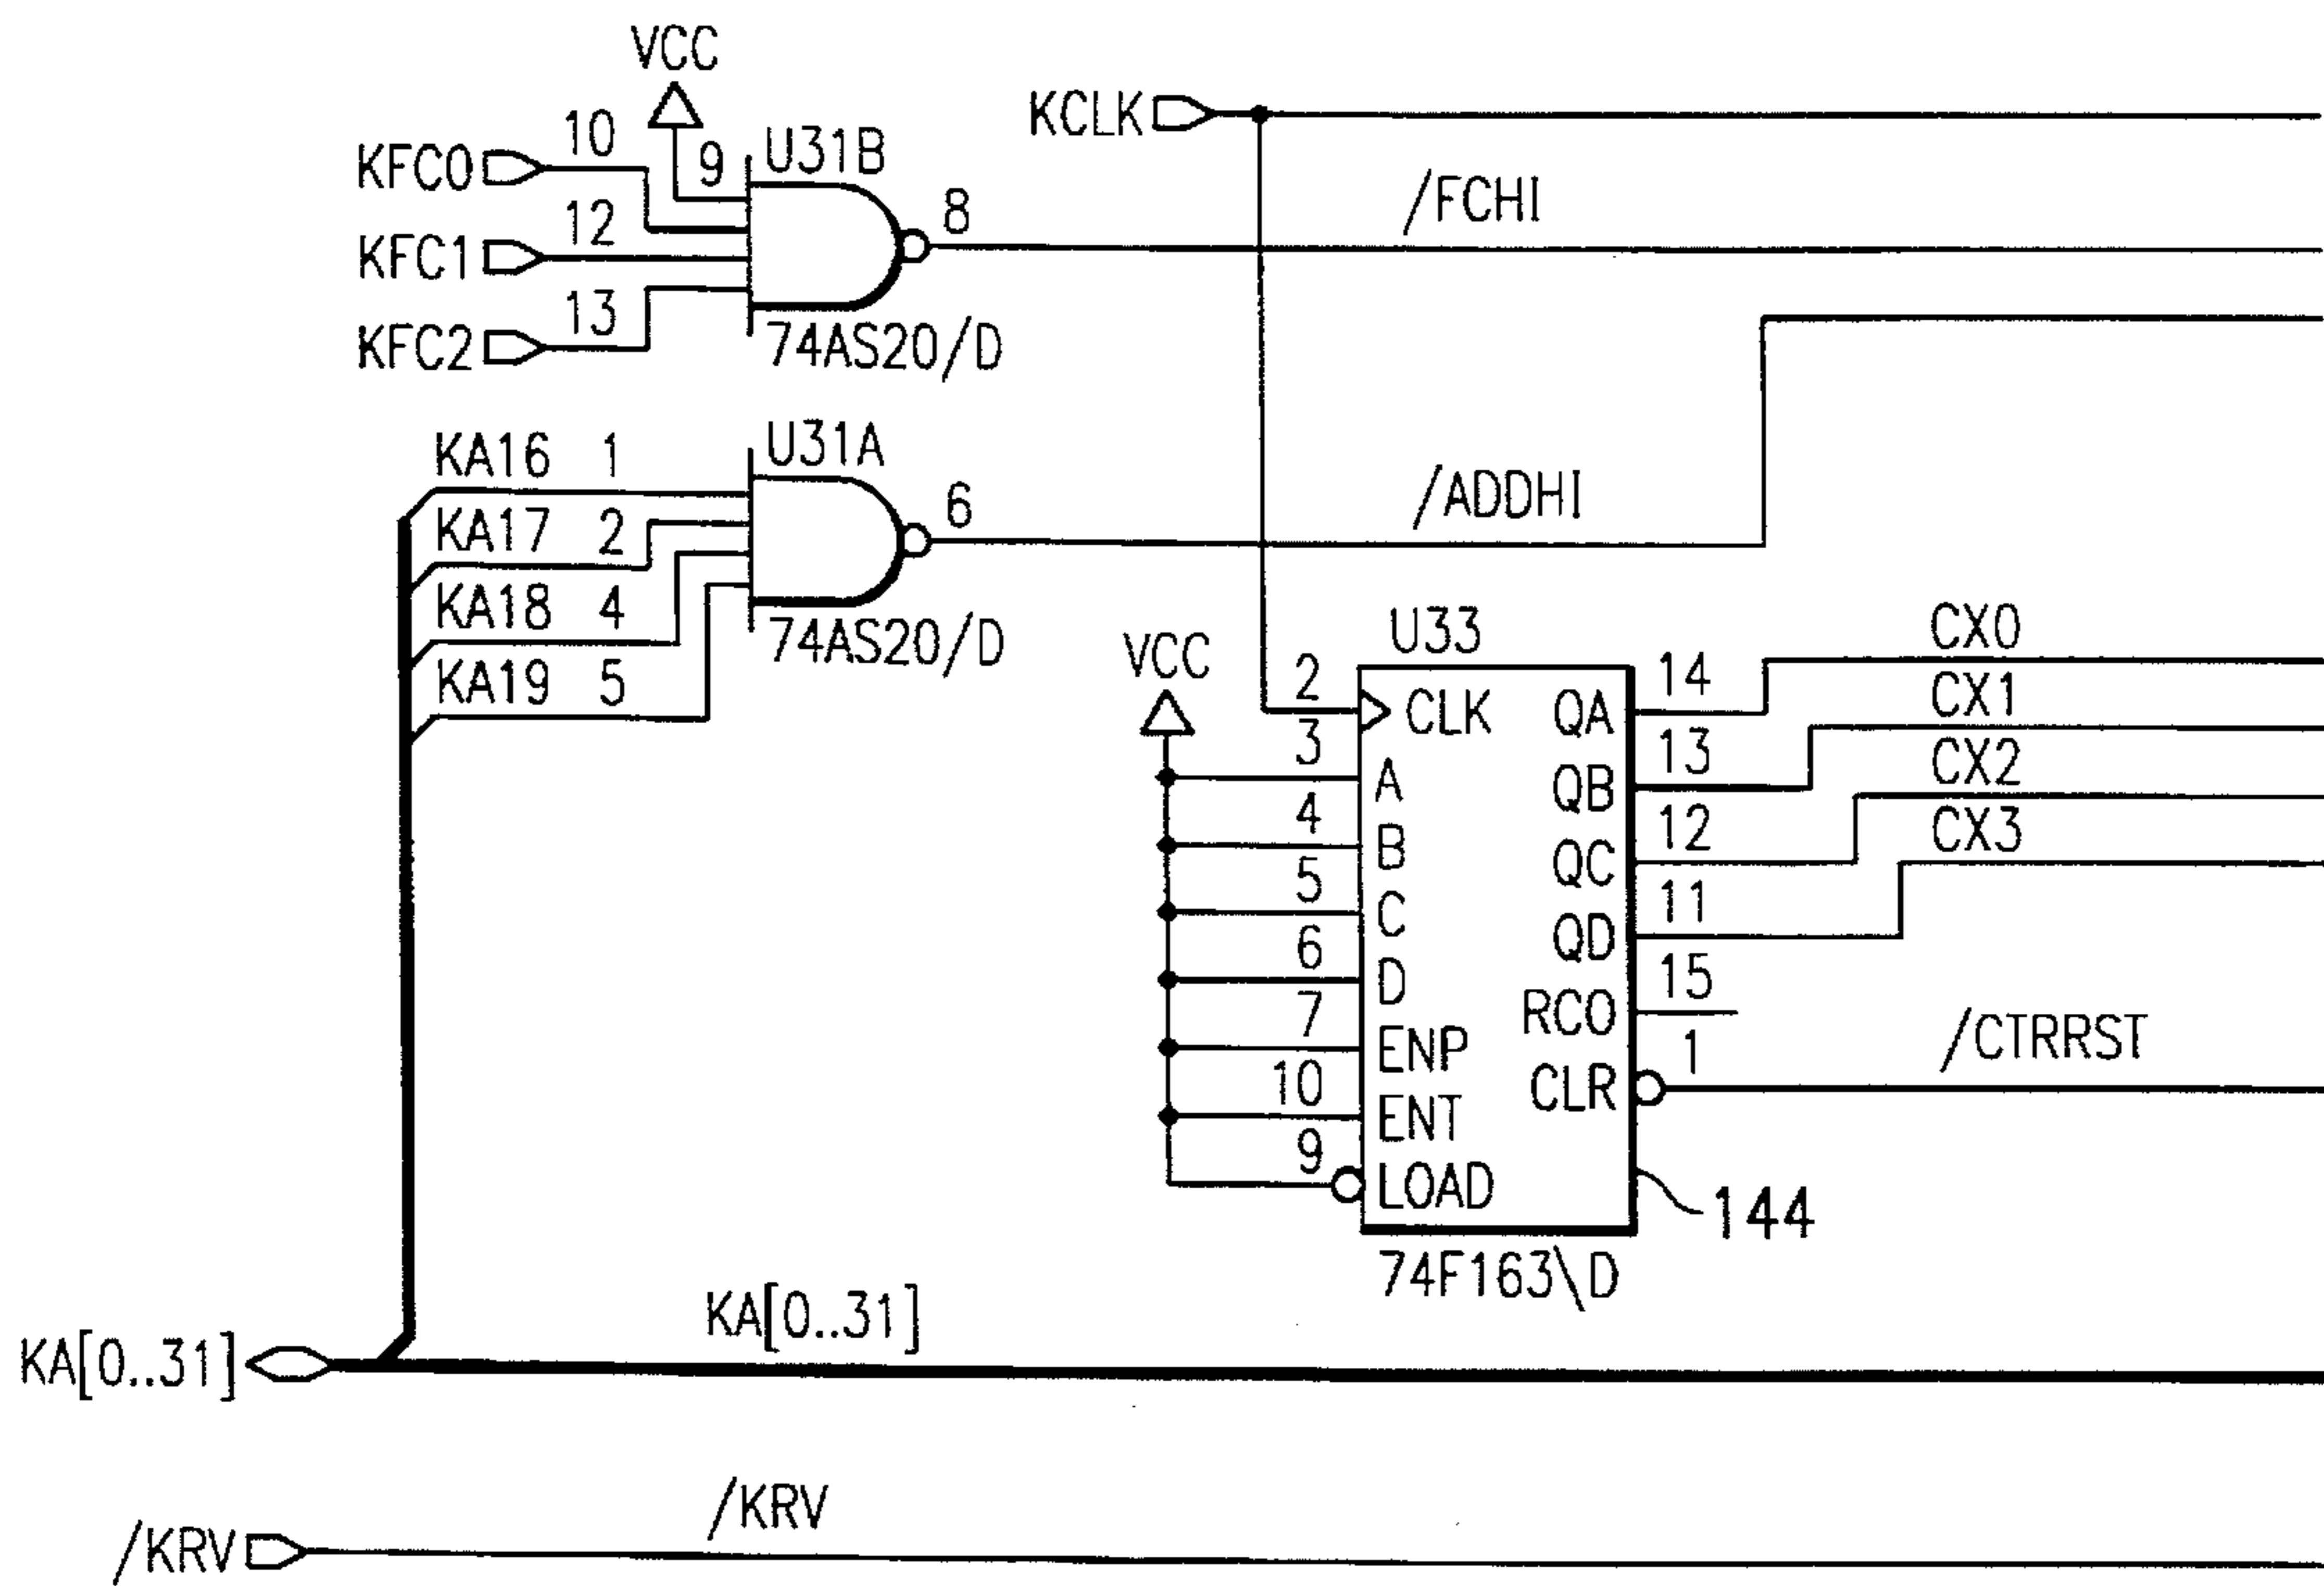 VCC
KCLK
10
KFC0
9
U31B
12
8
/FCHI
KFC1
13
KFC2
74AS20/D
U31A
KA16 1
KA17 2
6
/ADDHI
KA18 4
74AS20/D
KA19 5
VCC
U33
CX0
2
CLK
QA
14
CX1
3
A
QB
13
CX2
4
B
QC
12
CX3
5
C
QD
11
6
D
RCO
15
7
ENP
CLR
1
/CTRRST
10
ENT
9
LOAD
144
74F163\D
KA[0..31]
KA[0..31]
/KRV
/KRV